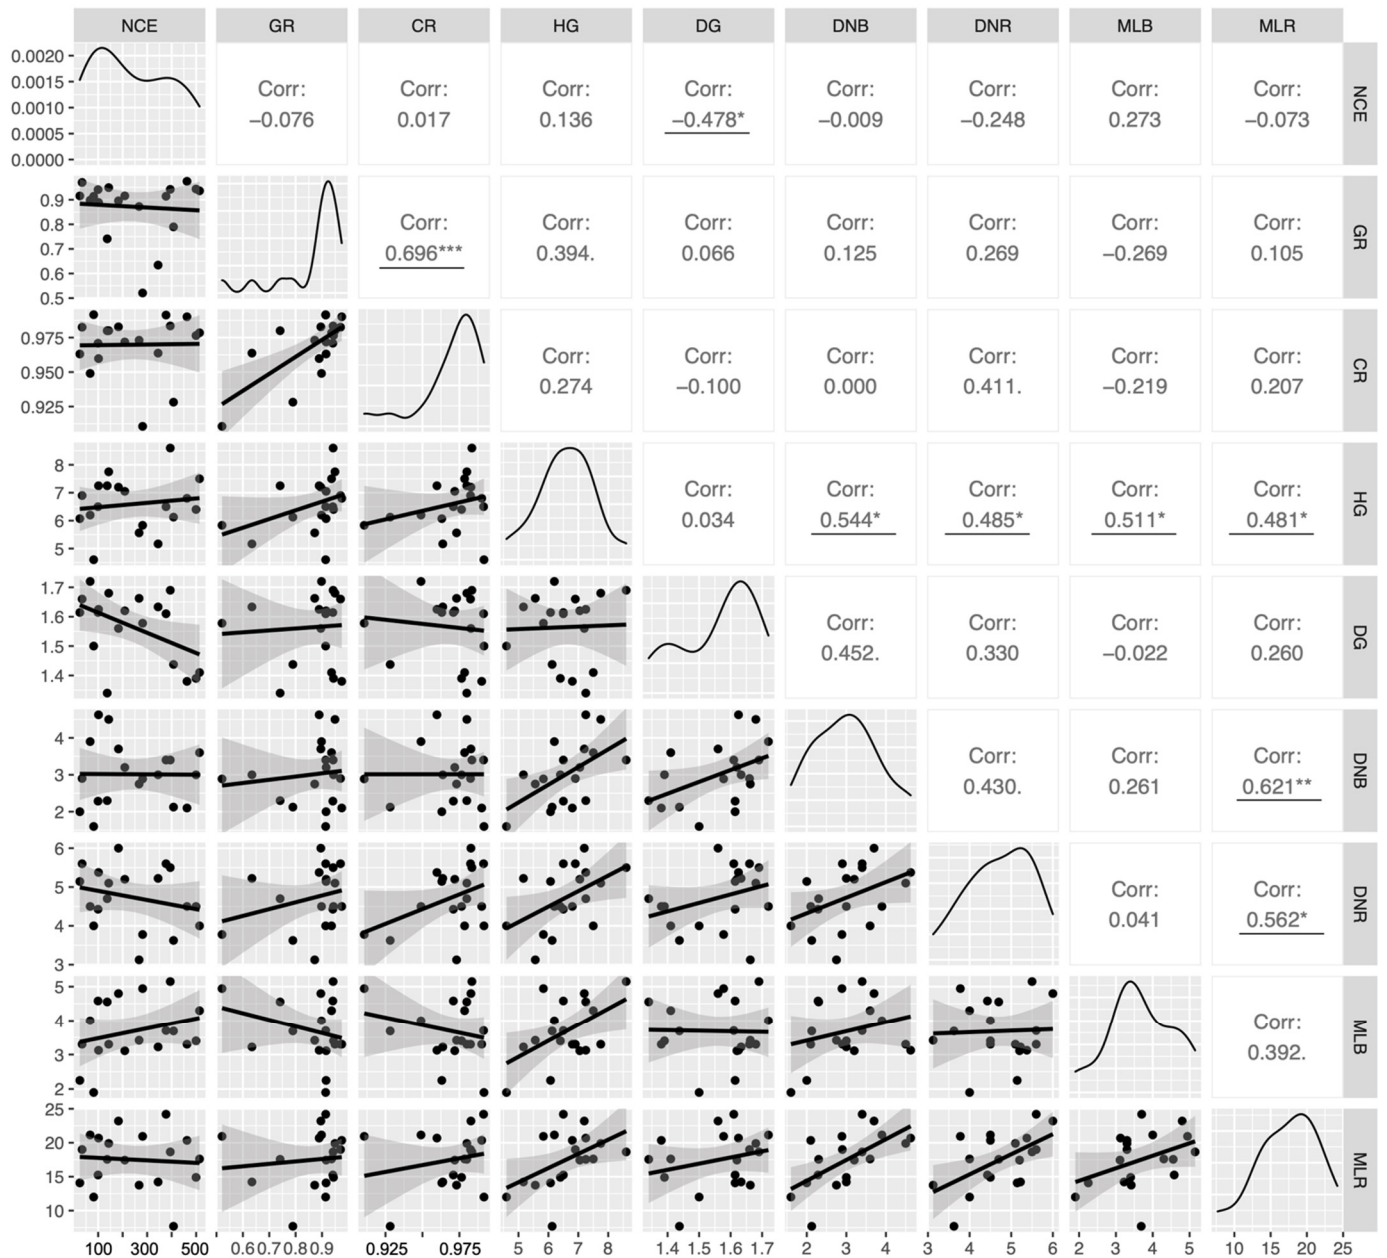 NCE GR CR HG DG DNB DNR MLB MLR
0.0020
0.0015
0.0010
0.0005
0.0000
Corr: Corr: Corr: Corr: Corr: Corr: Corr: Corr:
−0.076 0.017 0.136 −0.478* −0.009 −0.248 0.273 −0.073
NCE
0.9
0.8
0.7
0.6
0.5
Corr: Corr: Corr: Corr: Corr: Corr: Corr:
0.696*** 0.394. 0.066 0.125 0.269 −0.269 0.105
GR
0.975
0.950
0.925
Corr: Corr: Corr: Corr: Corr: Corr:
0.274 −0.100 0.000 0.411. −0.219 0.207
CR
8
7
6
5
Corr: Corr: Corr: Corr: Corr:
0.034 0.544* 0.485* 0.511* 0.481*
HG
1.7
1.6
1.5
1.4
Corr: Corr: Corr: Corr:
0.452. 0.330 −0.022 0.260
DG
4
3
2
Corr: Corr: Corr:
0.430. 0.261 0.621**
DNB
6
5
4
3
Corr: Corr:
0.041 0.562*
DNR
5
4
3
2
Corr:
0.392.
MLB
25
20
15
10
MLR
100 300 500 0.6 0.7 0.8 0.9 0.925 0.975 5 6 7 8 1.4 1.5 1.6 1.7 2 3 4 3 4 5 6 2 3 4 5 10 15 20 25